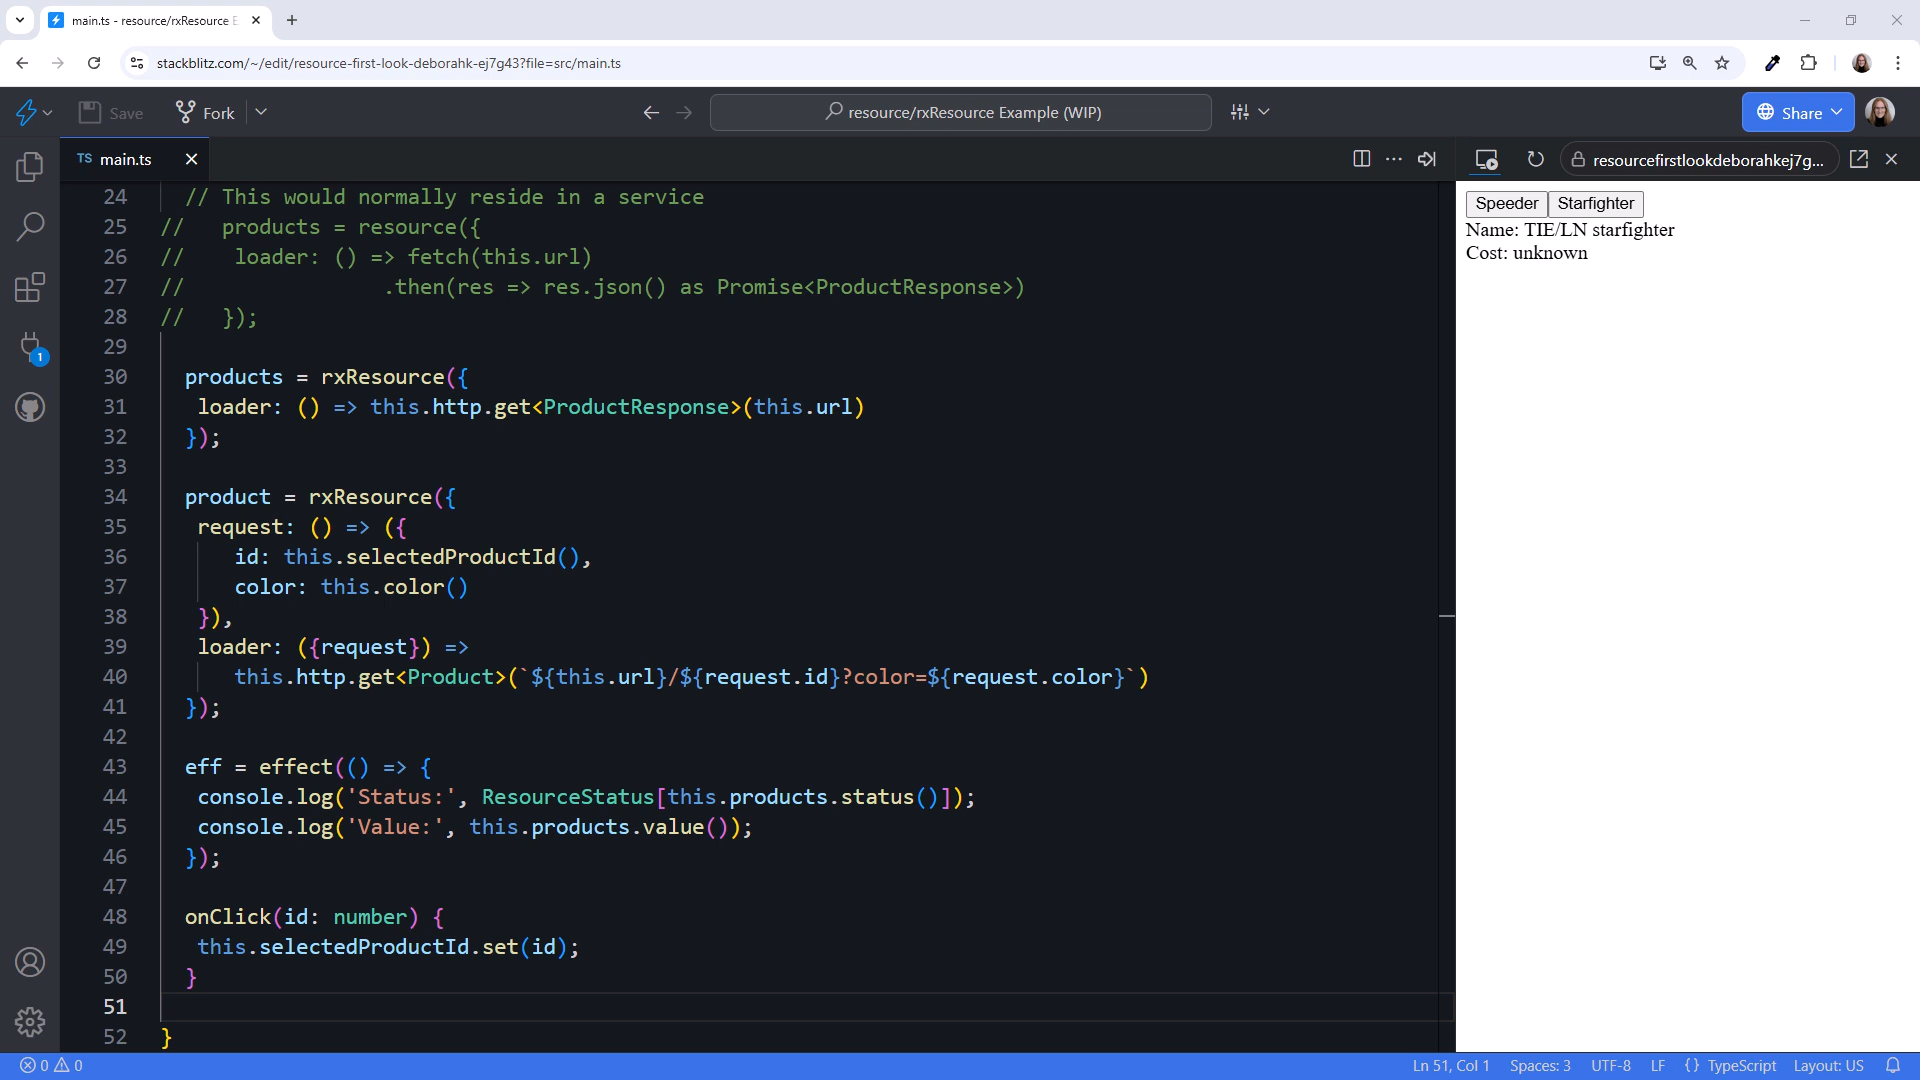 main.ts - resource/rxResource E
stackblitz.com/~/edit/resource-first-look-deborahk-ej7g43?file=src/main.ts
Save
Fork
resource/rxResource Example (WIP)
Share
TS main.ts
resourcefirstlookdeborahkej7g...
24 // This would normally reside in a service
25 // products = resource({
26 // loader: () => fetch(this.url)
27 // .then(res => res.json() as Promise<ProductResponse>)
28 // });
29
30 products = rxResource({
31 loader: () => this.http.get<ProductResponse>(this.url)
32 });
33
34 product = rxResource({
35 request: () => ({
36 id: this.selectedProductId(),
37 color: this.color()
38 }),
39 loader: ({request}) =>
40 this.http.get<Product>(`${this.url}/${request.id}?color=${request.color}`)
41 });
42
43 eff = effect(() => {
44 console.log('Status:', ResourceStatus[this.products.status()]);
45 console.log('Value:', this.products.value());
46 });
47
48 onClick(id: number) {
49 this.selectedProductId.set(id);
50 }
51
52 }
1
Speeder Starfighter
Name: TIE/LN starfighter
Cost: unknown
0 0
Ln 51, Col 1 Spaces: 3 UTF-8 LF {} TypeScript Layout: US